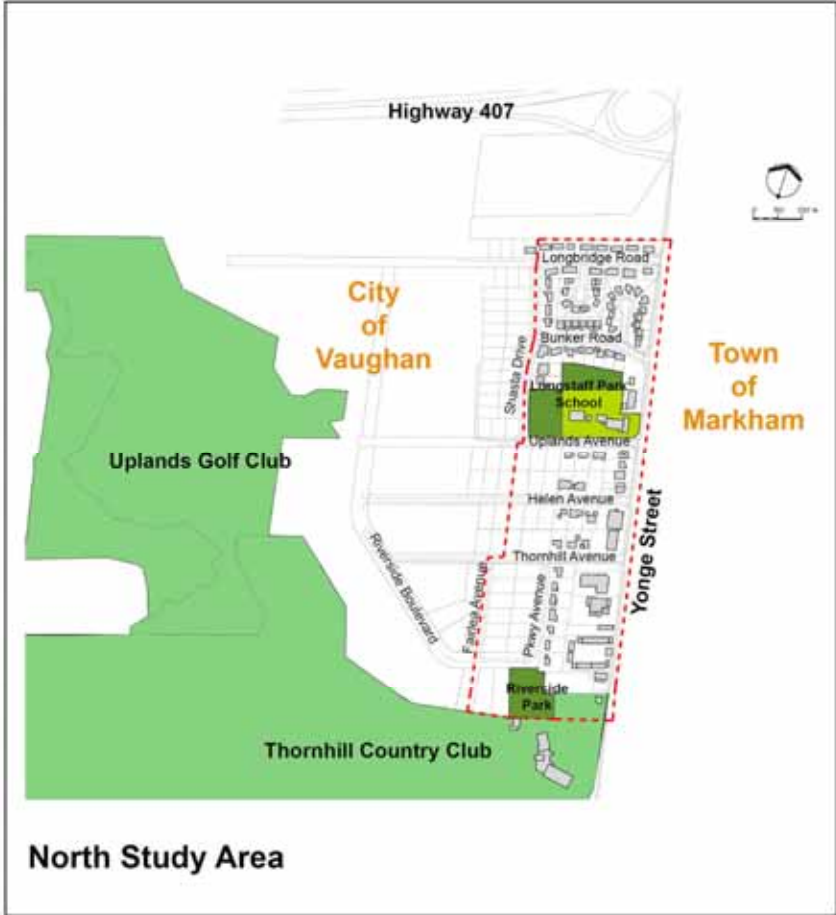 Highway 407
Longbridge Road
City
of
Vaughan
Bunker Road
Shasta Drive
Town
of
Markham
Longstaff Park
School
Uplands Avenue
Uplands Golf Club
Helen Avenue
Yonge Street
Thornhill Avenue
Riverside Boulevard
Fairlea Avenue
Pkwy Avenue
Riverside
Park
Thornhill Country Club
North Study Area